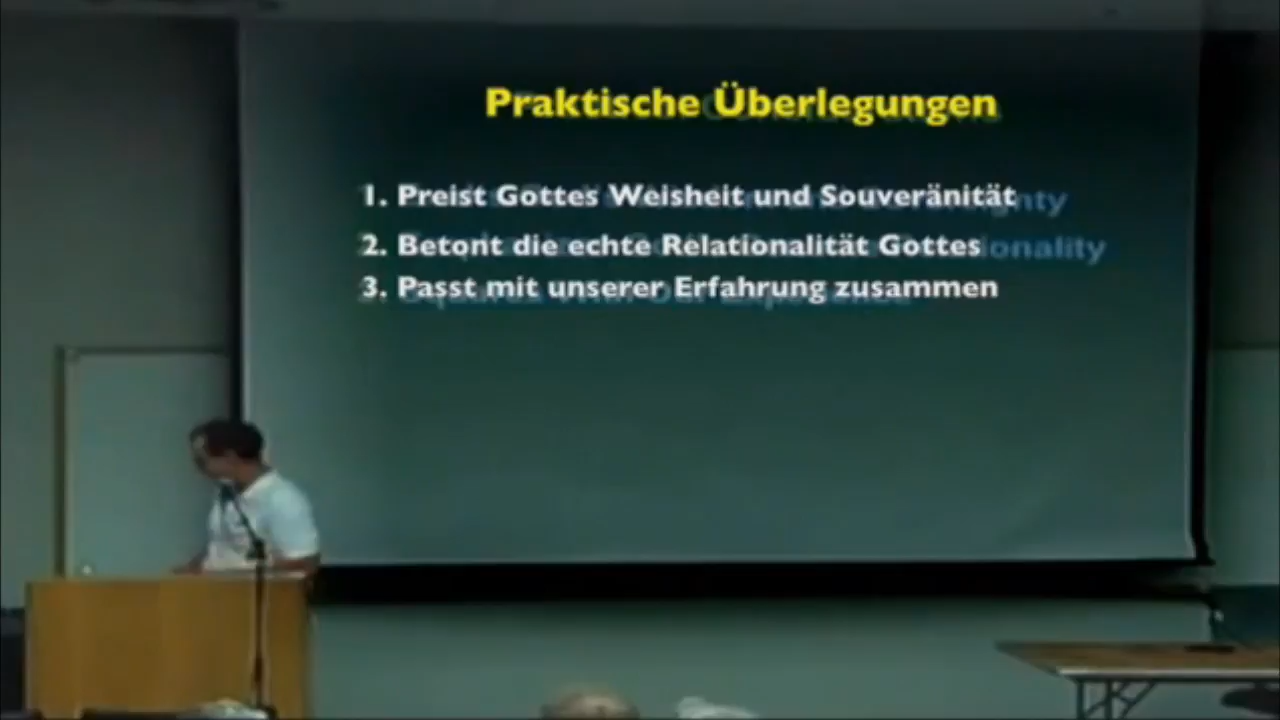 Praktische Überlegungen
1. Preist Gottes Weisheit und Souveränität
2. Betont die echte Relationalität Gottes
3. Passt mit unserer Erfahrung zusammen